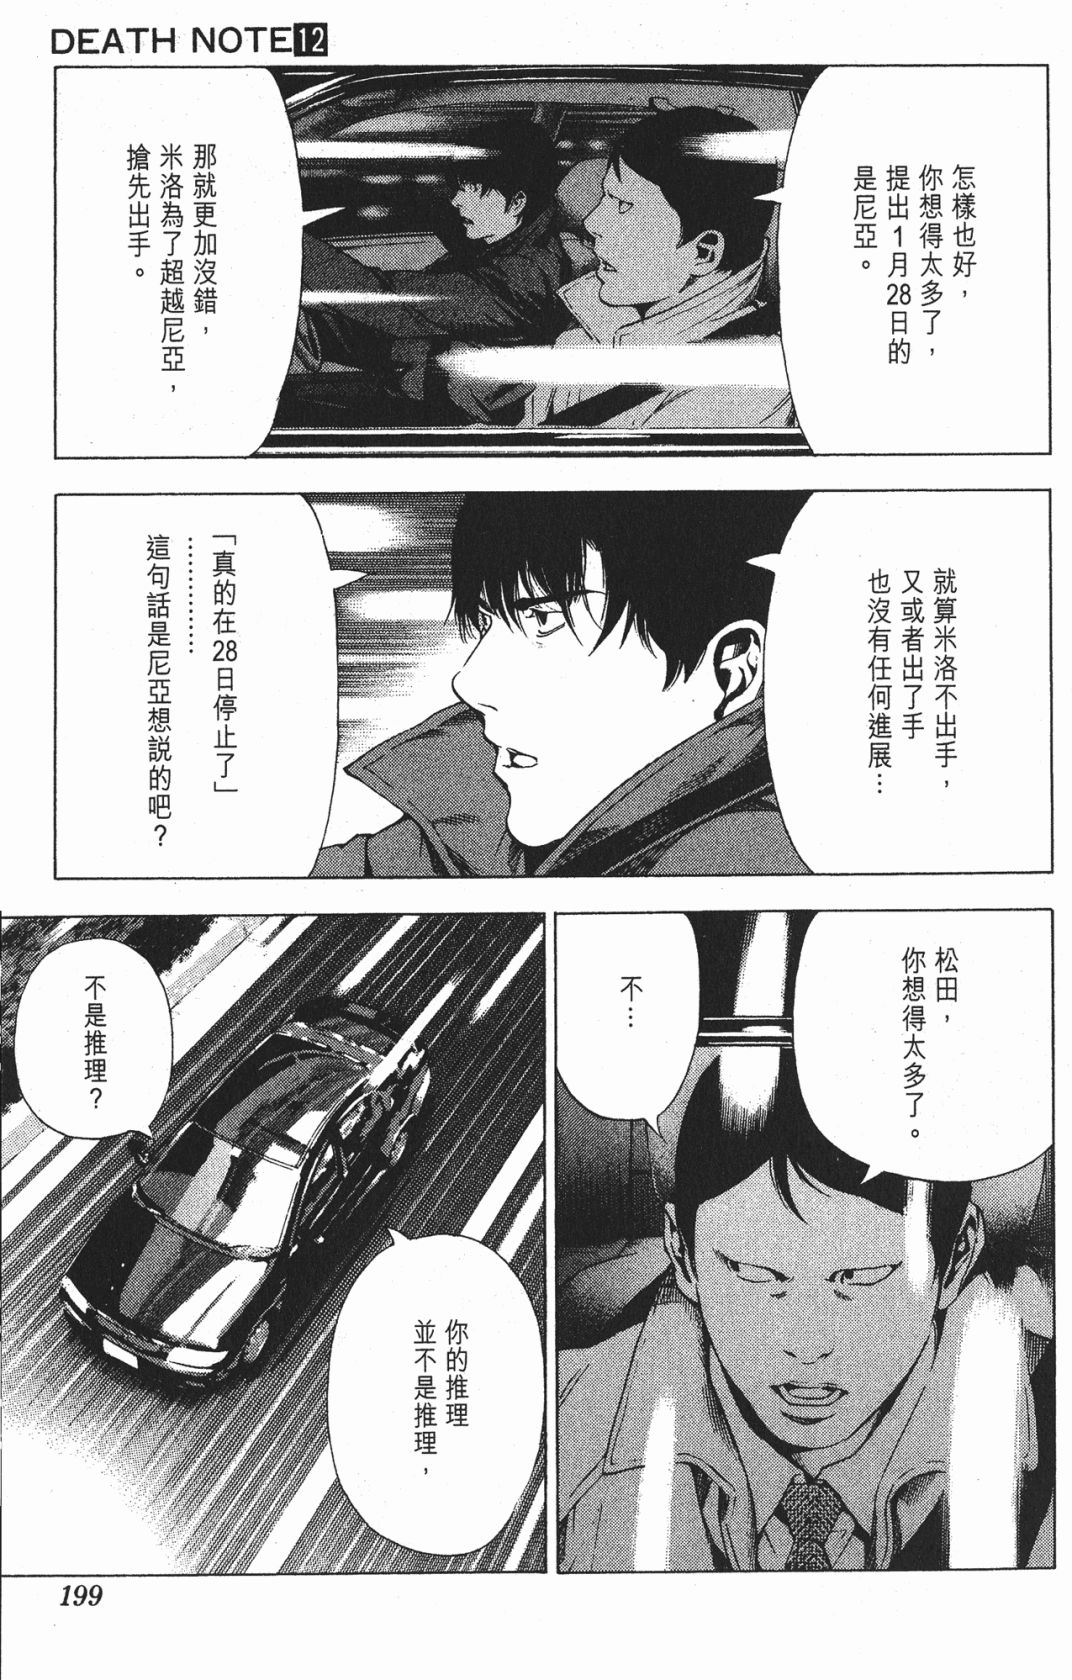 DEATH NOTE 12
怎樣也好，
你想得太多了，
提出1月28日的
是尼亞。
那就更加沒錯，
米洛為了超越尼亞，
搶先出手。
就算米洛不出手，
又或者出了手
也沒有任何進展…
「真的在28日停止了」
…………
這句話是尼亞想說的吧？
松田，
你想得太多了。
不…
你的推理
並不是推理，
不是推理？
199